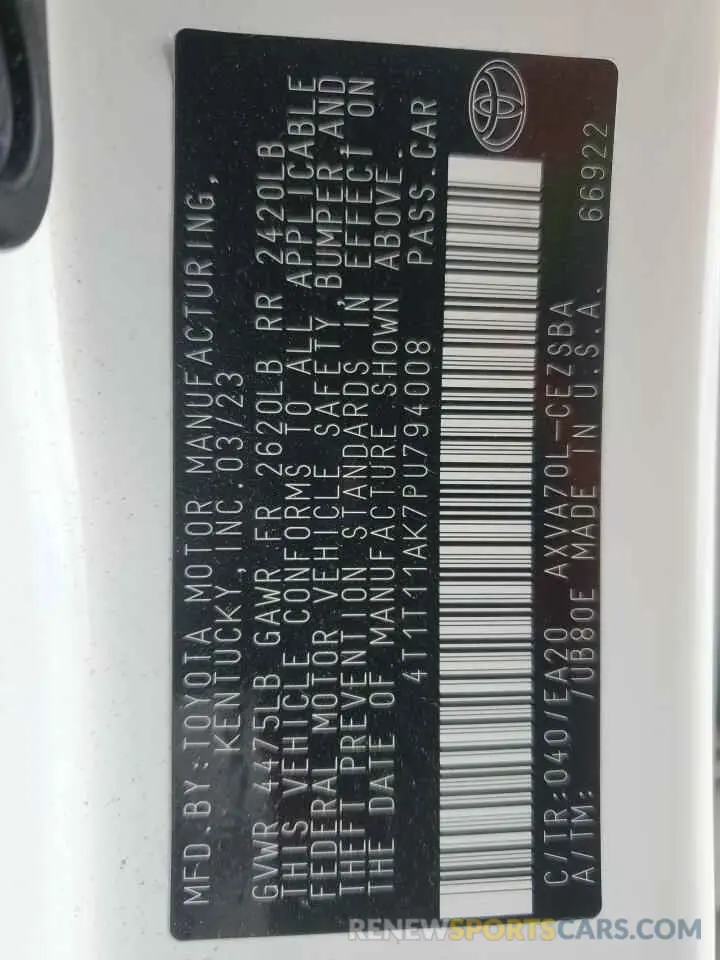 MFD.BY:TOYOTA MOTOR MANUFACTURING,
KENTUCKY,INC.03/23
GVWR 4475LB GAWR FR 2620LB RR 2420LB
THIS VEHICLE CONFORMS TO ALL APPLICABLE
FEDERAL MOTOR VEHICLE SAFETY,BUMPER,AND
THEFT PREVENTION STANDARDS IN EFFECT ON
THE DATE OF MANUFACTURE SHOWN ABOVE.
4T1T11AK7PU794008 PASS.CAR
C/TR:040/EA20 AXVA70L-CEZSBA
A/TM: /UB80E MADE IN U.S.A. 66922
RENEWSPORTSCARS.COM